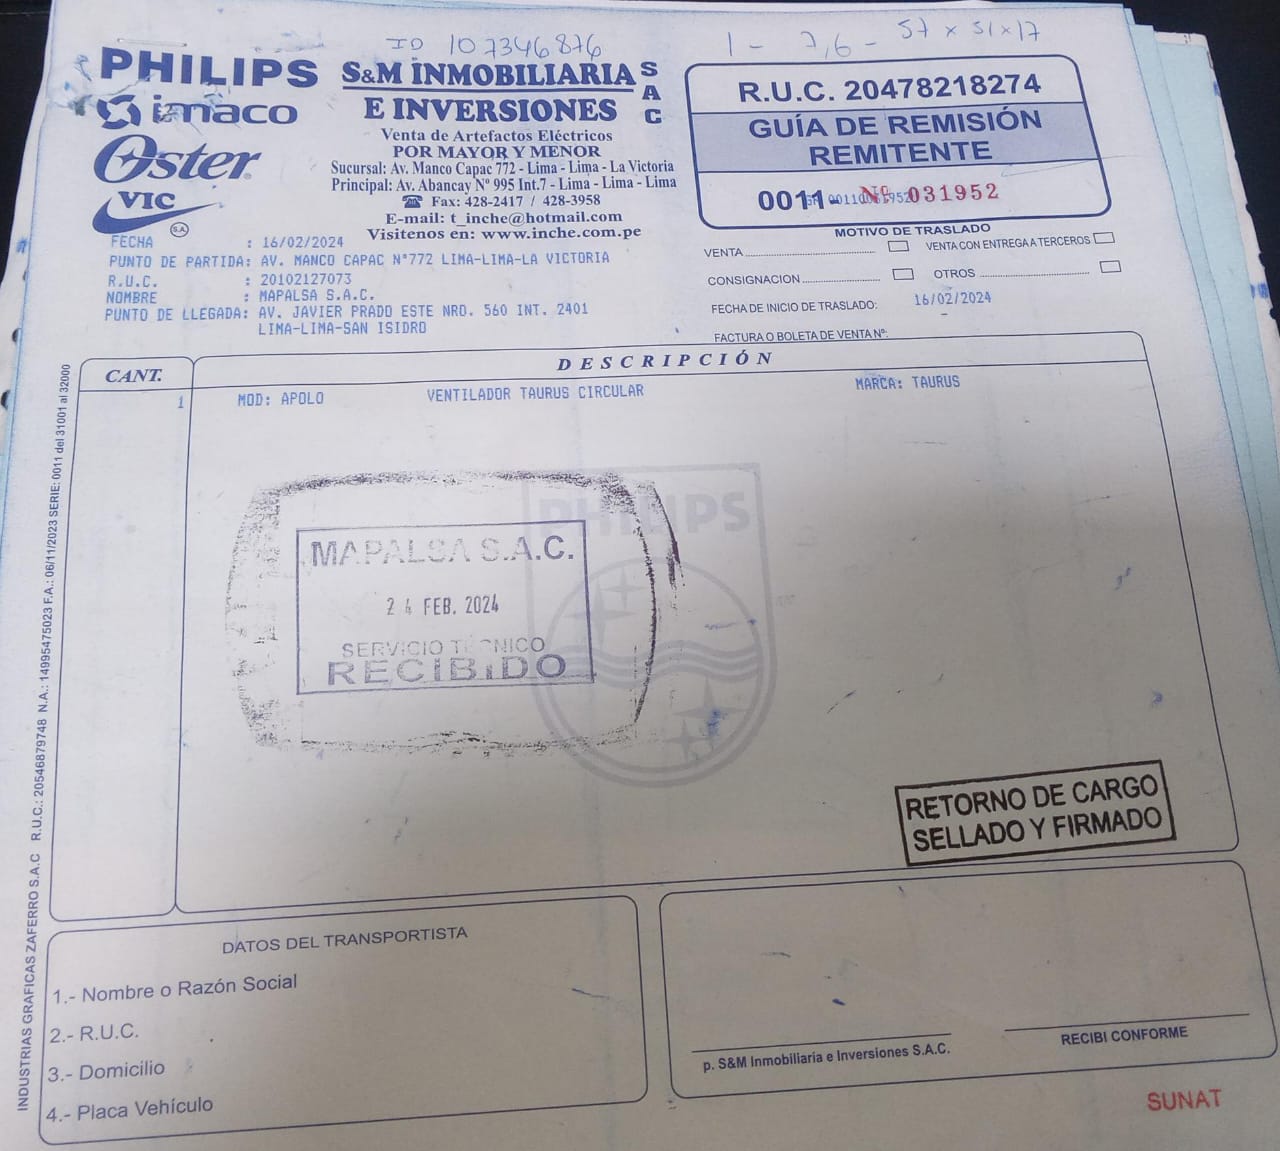 ID 107346876
1 - 7,6 - 57 x 51 x 17
PHILIPS
imaco
Oster
VIC
S.A.
S&M INMOBILIARIA
E INVERSIONES
SAC
Venta de Artefactos Eléctricos
POR MAYOR Y MENOR
Sucursal: Av. Manco Capac 772 - Lima - Lima - La Victoria
Principal: Av. Abancay Nº 995 Int.7 - Lima - Lima - Lima
Fax: 428-2417 / 428-3958
E-mail: t_inche@hotmail.com
Visitenos en: www.inche.com.pe
R.U.C. 20478218274
GUÍA DE REMISIÓN
REMITENTE
0011- Nº 031952
FECHA : 16/02/2024
PUNTO DE PARTIDA: AV. MANCO CAPAC N°772 LIMA-LIMA-LA VICTORIA
R.U.C. : 20102127073
NOMBRE : MAPALSA S.A.C.
PUNTO DE LLEGADA: AV. JAVIER PRADO ESTE NRO. 560 INT. 2401
LIMA-LIMA-SAN ISIDRO
MOTIVO DE TRASLADO
VENTA VENTA CON ENTREGA A TERCEROS
CONSIGNACION OTROS
FECHA DE INICIO DE TRASLADO: 16/02/2024
FACTURA O BOLETA DE VENTA Nº:
CANT. DESCRIPCIÓN
1 MOD: APOLO VENTILADOR TAURUS CIRCULAR MARCA: TAURUS
PHILIPS
MAPALSA S.A.C.
24 FEB. 2024
SERVICIO TECNICO
RECIBIDO
RETORNO DE CARGO
SELLADO Y FIRMADO
INDUSTRIAS GRAFICAS ZAFERRO S.A.C R.U.C.: 20546879748 N.A.: 14995475023 F.A.: 06/11/2023 SERIE: 0011 del 31001 al 32000
DATOS DEL TRANSPORTISTA
1.- Nombre o Razón Social
2.- R.U.C.
3.- Domicilio
4.- Placa Vehículo
p. S&M Inmobiliaria e Inversiones S.A.C.
RECIBI CONFORME
SUNAT